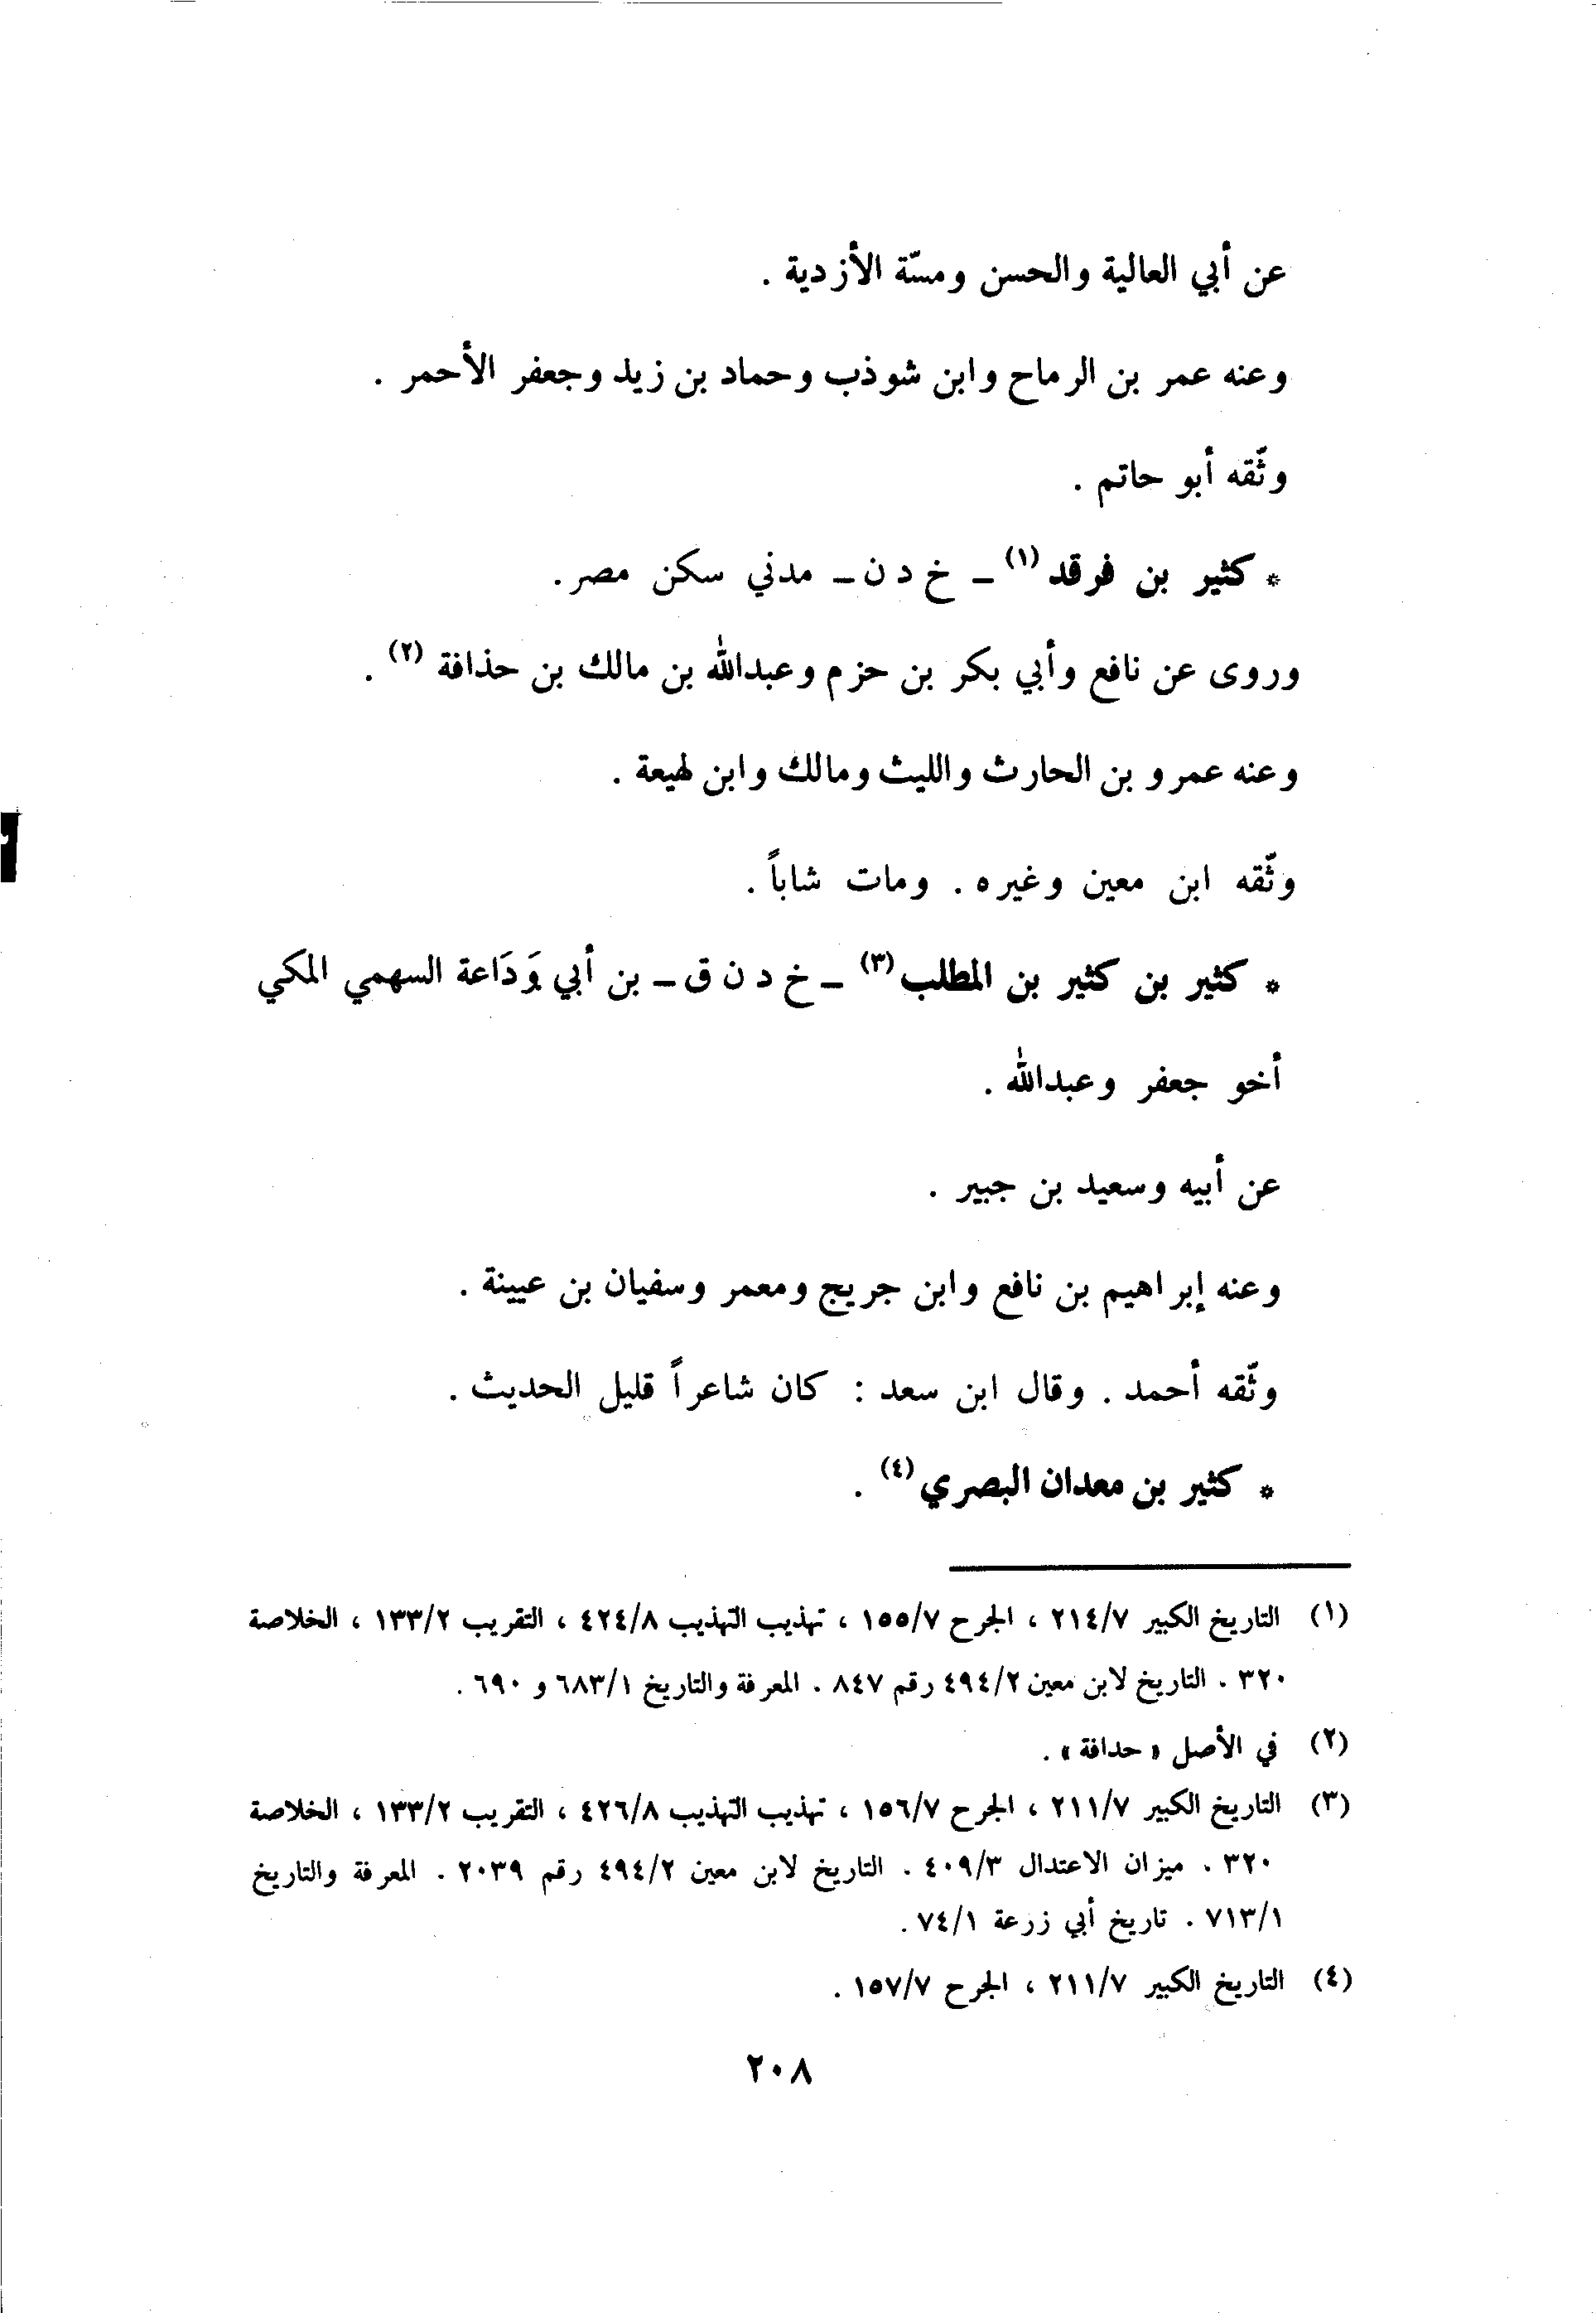 عن أبي العالية والحسن ومسّة الأزدية .
وعنه عمر بن الرماح وابن شوذب وحماد بن زيد وجعفر الأحمر .
وثّقه أبو حاتم .
* كثير بن فرقد (١) – خ د ن – مدني سكن مصر .
وروى عن نافع وأبي بكر بن حزم وعبدالله بن مالك بن حذافة (٢) .
وعنه عمرو بن الحارث والليث ومالك وابن لهيعة .
وثّقه ابن معين وغيره . ومات شاباً .
* كثير بن كثير بن المطلب (٣) – خ د ن ق – بن أبي وَدَاعة السهمي المكي
أخو جعفر وعبدالله .
عن أبيه وسعيد بن جبير .
وعنه إبراهيم بن نافع وابن جريج ومعمر وسفيان بن عيينة .
وثّقه أحمد . وقال ابن سعد : كان شاعراً قليل الحديث .
* كثير بن معدان البصري (٤) .
(١) التاريخ الكبير ٢١٤/٧ ، الجرح ١٥٥/٧ ، تهذيب التهذيب ٤٢٤/٨ ، التقريب ١٣٣/٢ ، الخلاصة
٣٢٠ . التاريخ لابن معين ٤٩٤/٢ رقم ٨٤٧ . المعرفة والتاريخ ٦٨٣/١ و ٦٩٠ .
(٢) في الأصل « حدافة » .
(٣) التاريخ الكبير ٢١١/٧ ، الجرح ١٥٦/٧ ، تهذيب التهذيب ٤٢٦/٨ ، التقريب ١٣٣/٢ ، الخلاصة
٣٢٠ . ميزان الاعتدال ٤٠٩/٣ . التاريخ لابن معين ٤٩٤/٢ رقم ٢٠٣٩ . المعرفة والتاريخ
٧١٣/١ . تاريخ أبي زرعة ٧٤/١ .
(٤) التاريخ الكبير ٢١١/٧ ، الجرح ١٥٧/٧ .
٢٠٨